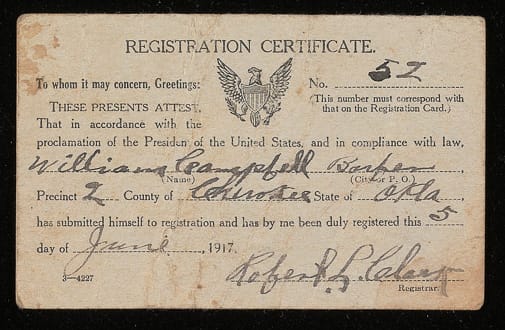 REGISTRATION CERTIFICATE.
To whom it may concern, Greetings:
No. 52
(This number must correspond with
that on the Registration Card.)
THESE PRESENTS ATTEST,
That in accordance with the
proclamation of the President of the United States, and in compliance with law,
William Campbell
(Name) (City or P. O.)
Precinct 2 County of Cherokee State of Okla,
has submitted himself to registration and has by me been duly registered this 5
day of June, 1917.
Robert L. Clark
3—4227 Registrar.